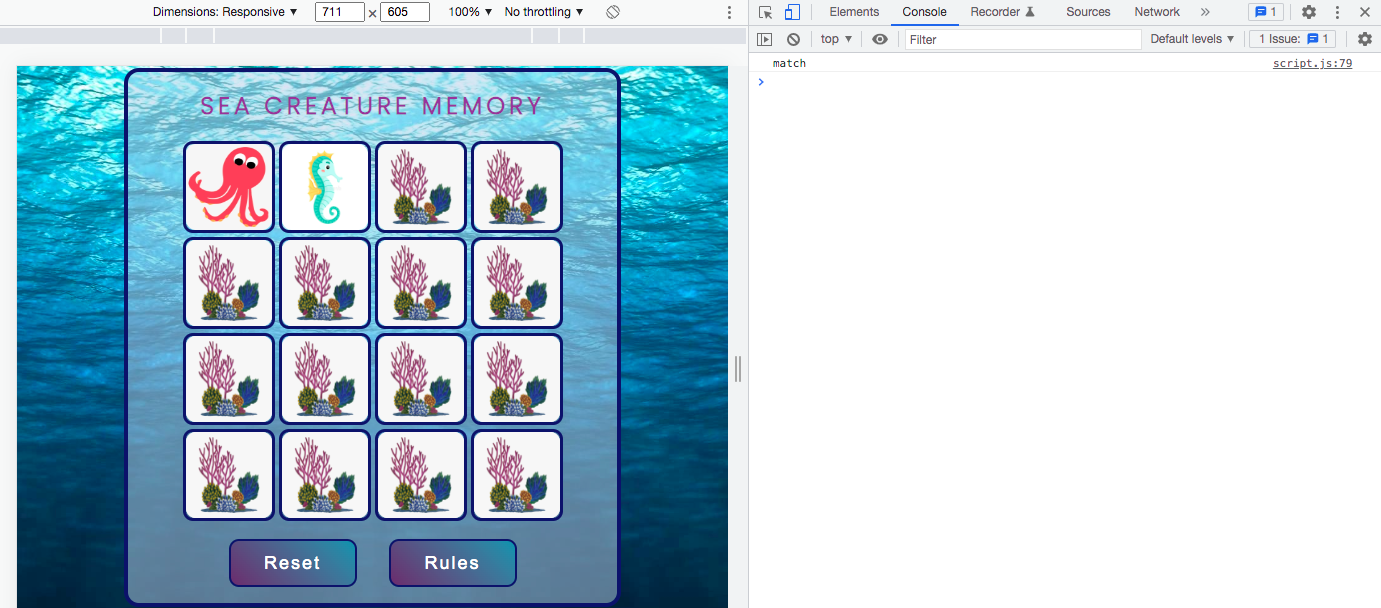 Dimensions: Responsive ▼ 711 × 605 100% ▼ No throttling ▼
Elements Console Recorder Sources Network » 1
top ▼ Filter Default levels ▼ 1 Issue: 1
match script.js:79
SEA CREATURE MEMORY
Reset Rules